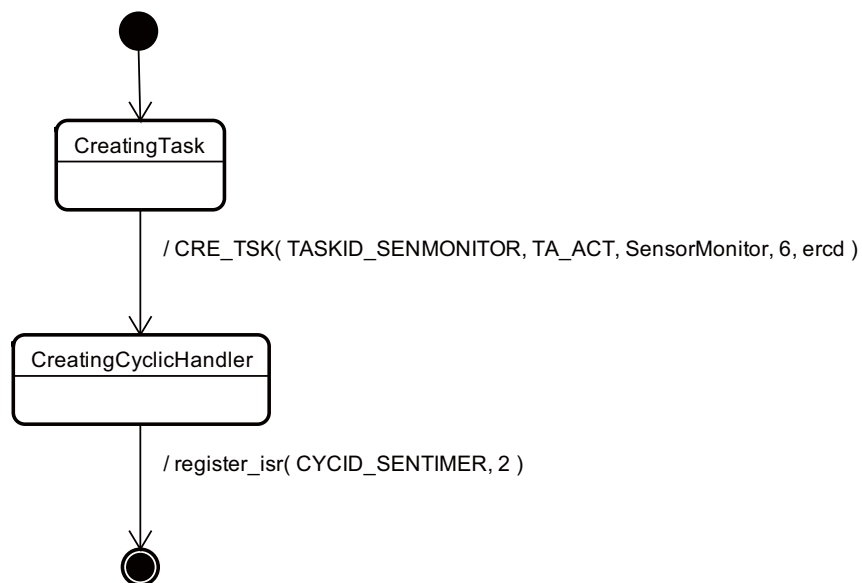 CreatingTask
/ CRE_TSK( TASKID_SENMONITOR, TA_ACT, SensorMonitor, 6, ercd )
CreatingCyclicHandler
/ register_isr( CYCID_SENTIMER, 2 )